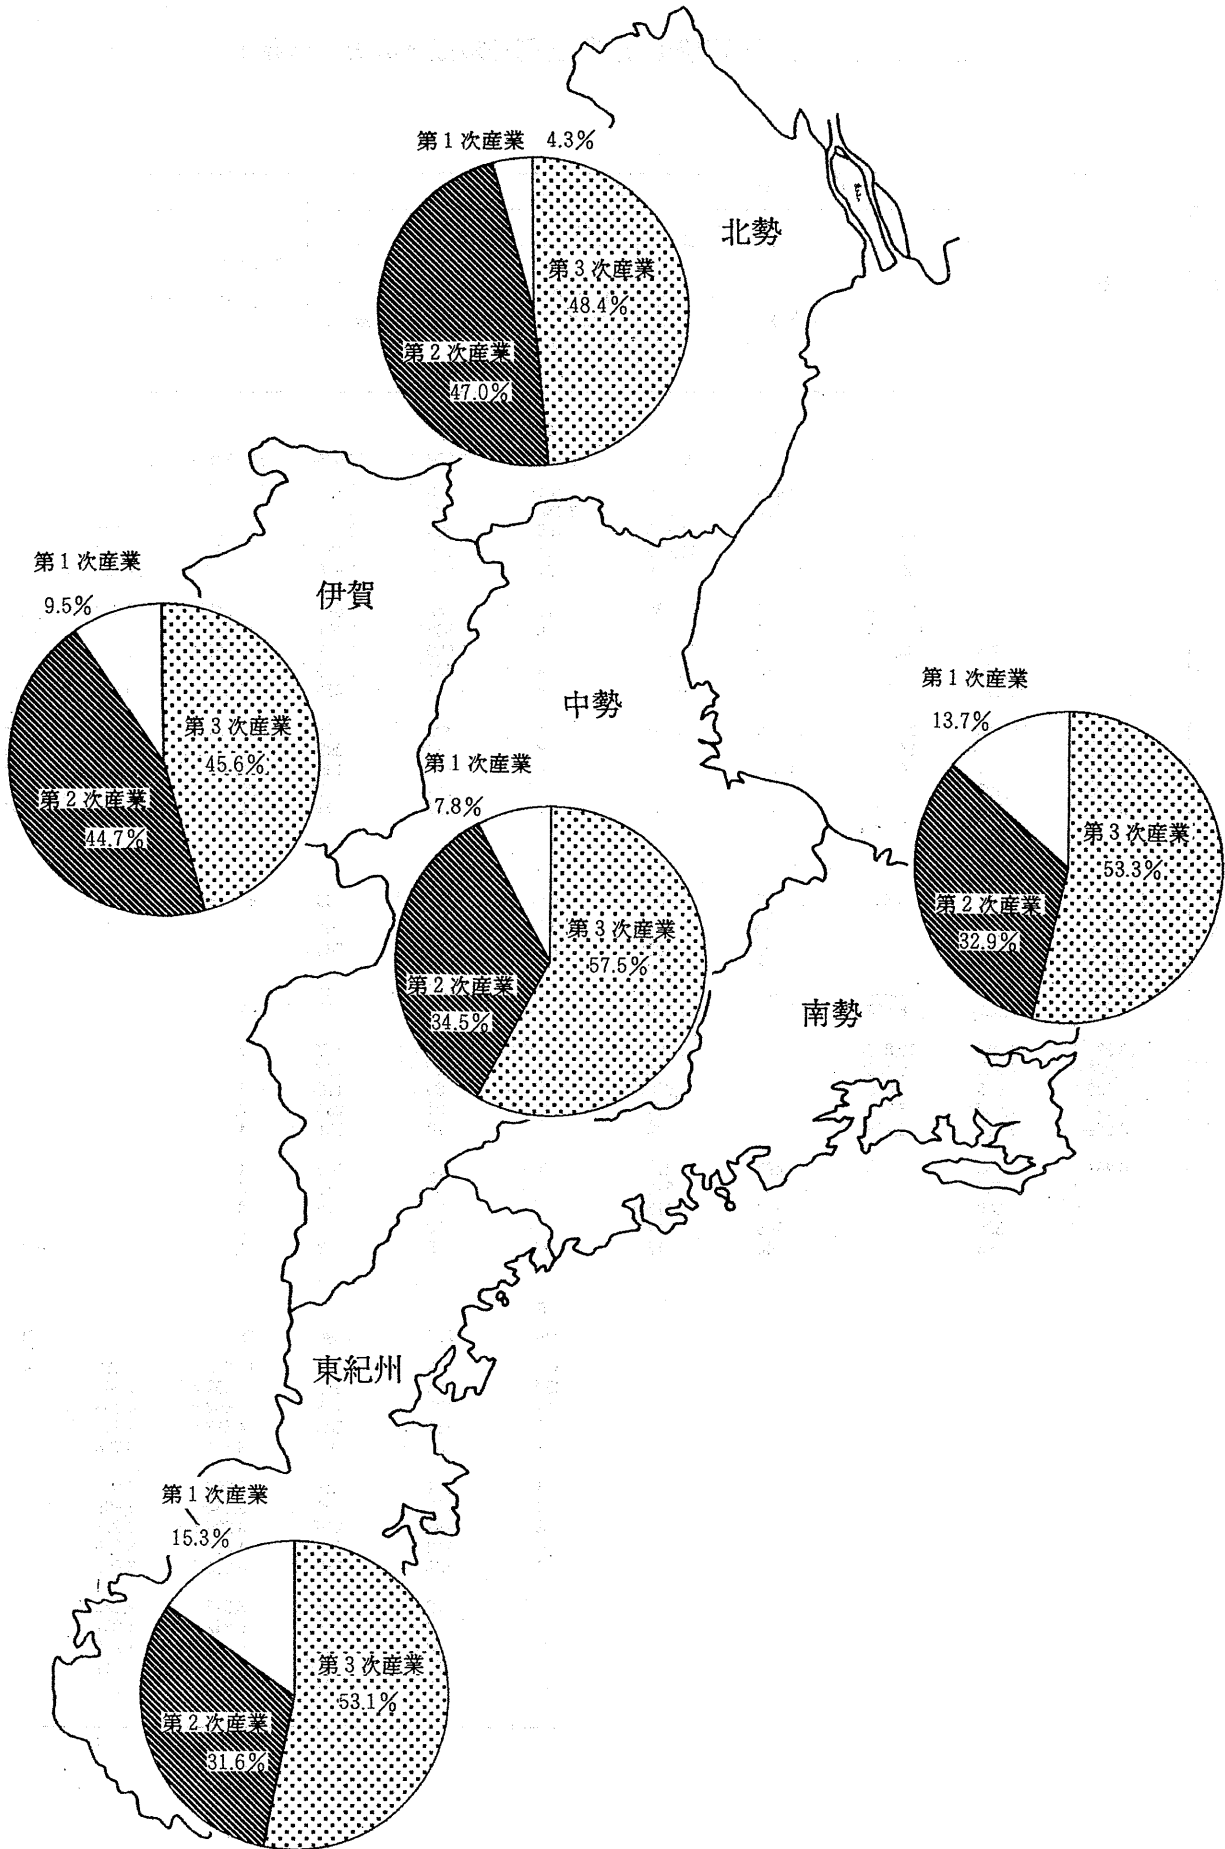 第1次産業 4.3%
北勢
第3次産業
48.4%
第2次産業
47.0%
第1次産業
9.5%
伊賀
第3次産業
45.6%
第2次産業
44.7%
中勢
第1次産業
7.8%
第3次産業
57.5%
第2次産業
34.5%
第1次産業
13.7%
第3次産業
53.3%
第2次産業
32.9%
南勢
東紀州
第1次産業
15.3%
第3次産業
53.1%
第2次産業
31.6%